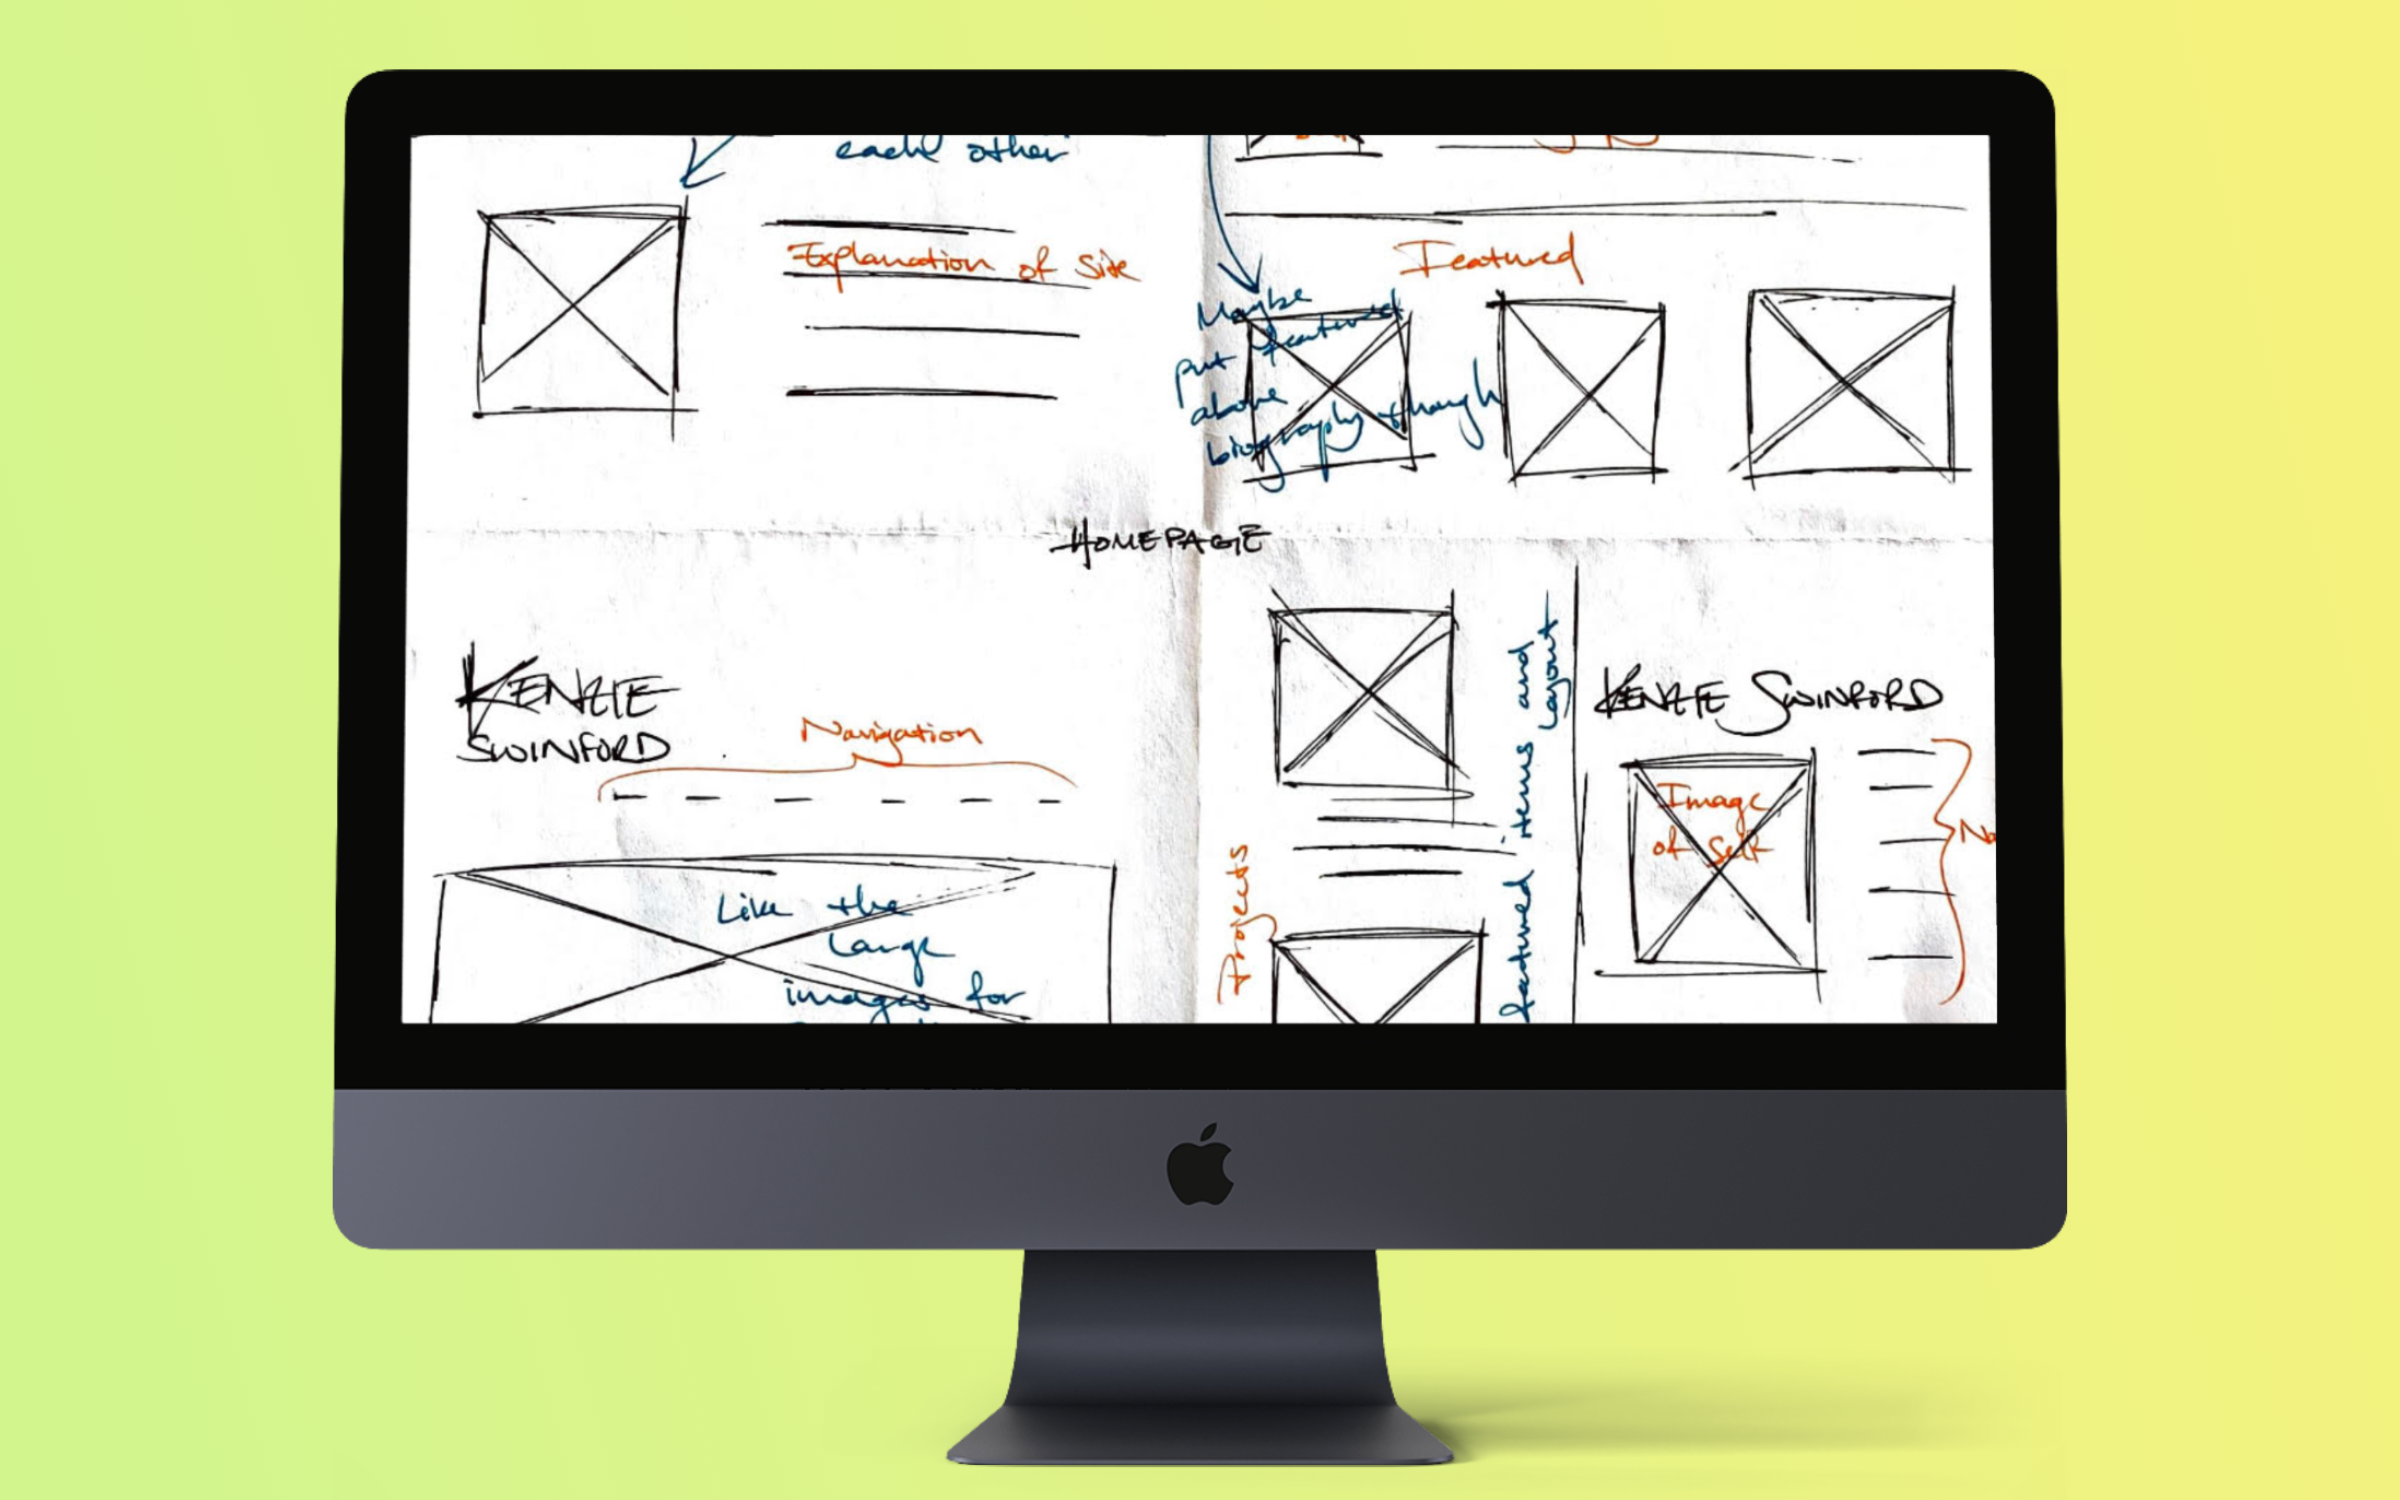 each other
Explanation of site
Featured
Maybe
put featured
above
biography though
HOMEPAGE
KENZIE
SWINFORD
Navigation
Like the
large
images for
Projects
featured items and
layout
KENZIE SWINFORD
Image
of self